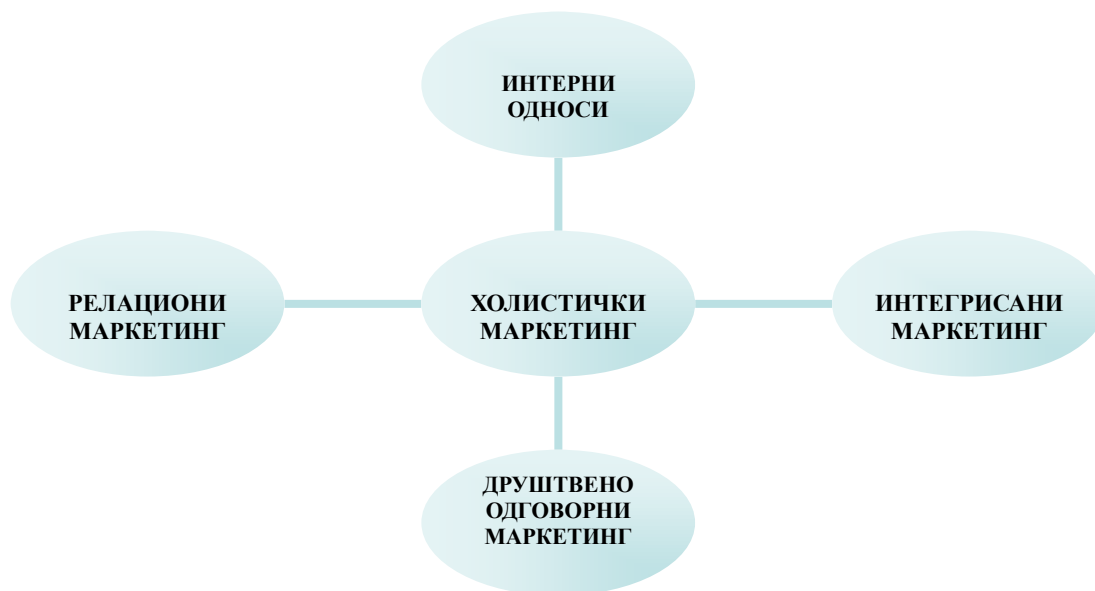 ИНТЕРНИ
ОДНОСИ
РЕЛАЦИОНИ
МАРКЕТИНГ
ХОЛИСТИЧКИ
МАРКЕТИНГ
ИНТЕГРИСАНИ
МАРКЕТИНГ
ДРУШТВЕНО
ОДГОВОРНИ
МАРКЕТИНГ